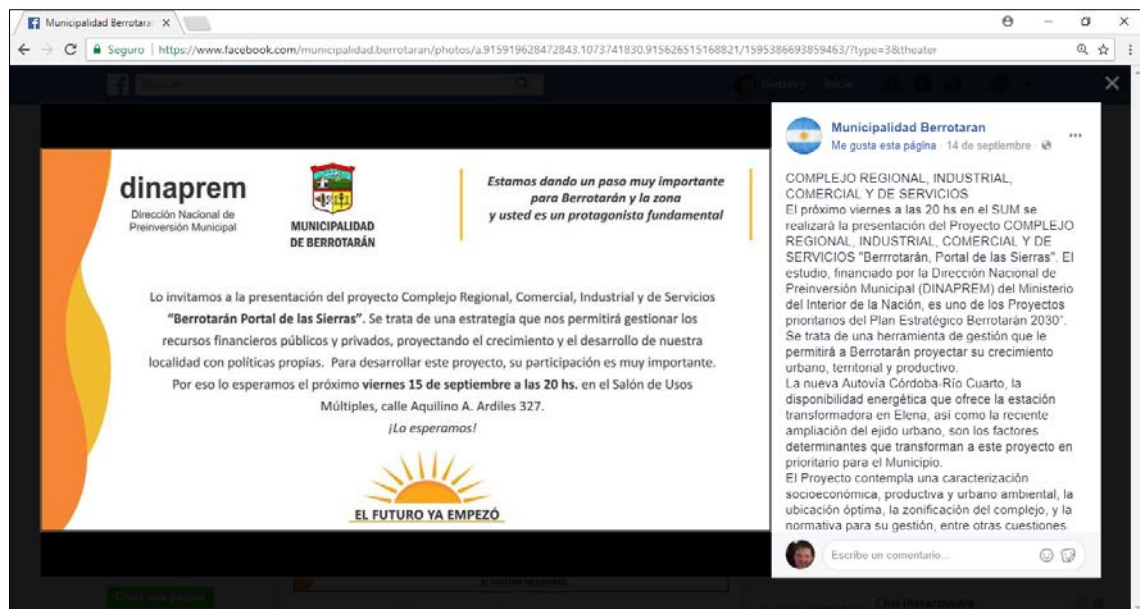 Municipalidad Berrotara
Seguro | https://www.facebook.com/municipalidad.berrotaran/photos/a.915919628472843.1073741830.915626515168821/1595386693859463/?type=3&theater
Buscar
Gustavo Inicio
dinaprem
Dirección Nacional de
Preinversión Municipal
MUNICIPALIDAD
DE BERROTARÁN
Estamos dando un paso muy importante
para Berrotarán y la zona
y usted es un protagonista fundamental
Lo invitamos a la presentación del proyecto Complejo Regional, Comercial, Industrial y de Servicios
“Berrotarán Portal de las Sierras”. Se trata de una estrategia que nos permitirá gestionar los
recursos financieros públicos y privados, proyectando el crecimiento y el desarrollo de nuestra
localidad con políticas propias. Para desarrollar este proyecto, su participación es muy importante.
Por eso lo esperamos el próximo viernes 15 de septiembre a las 20 hs. en el Salón de Usos
Múltiples, calle Aquilino A. Ardiles 327.
¡Lo esperamos!
EL FUTURO YA EMPEZÓ
Municipalidad Berrotaran
Me gusta esta página · 14 de septiembre ·
COMPLEJO REGIONAL, INDUSTRIAL,
COMERCIAL Y DE SERVICIOS
El próximo viernes a las 20 hs en el SUM se
realizará la presentación del Proyecto COMPLEJO
REGIONAL, INDUSTRIAL, COMERCIAL Y DE
SERVICIOS "Berrrotarán, Portal de las Sierras". El
estudio, financiado por la Dirección Nacional de
Preinversión Municipal (DINAPREM) del Ministerio
del Interior de la Nación, es uno de los Proyectos
prioritarios del Plan Estratégico Berrotarán 2030".
Se trata de una herramienta de gestión que le
permitirá a Berrotarán proyectar su crecimiento
urbano, territorial y productivo.
La nueva Autovía Córdoba-Río Cuarto, la
disponibilidad energética que ofrece la estación
transformadora en Elena, así como la reciente
ampliación del ejido urbano, son los factores
determinantes que transforman a este proyecto en
prioritario para el Municipio.
El Proyecto contempla una caracterización
socioeconómica, productiva y urbano ambiental, la
ubicación óptima, la zonificación del complejo, y la
normativa para su gestión, entre otras cuestiones.
Escribe un comentario...
EL FUTURO YA EMPEZÓ
Crear una página
Chat (desactivado)